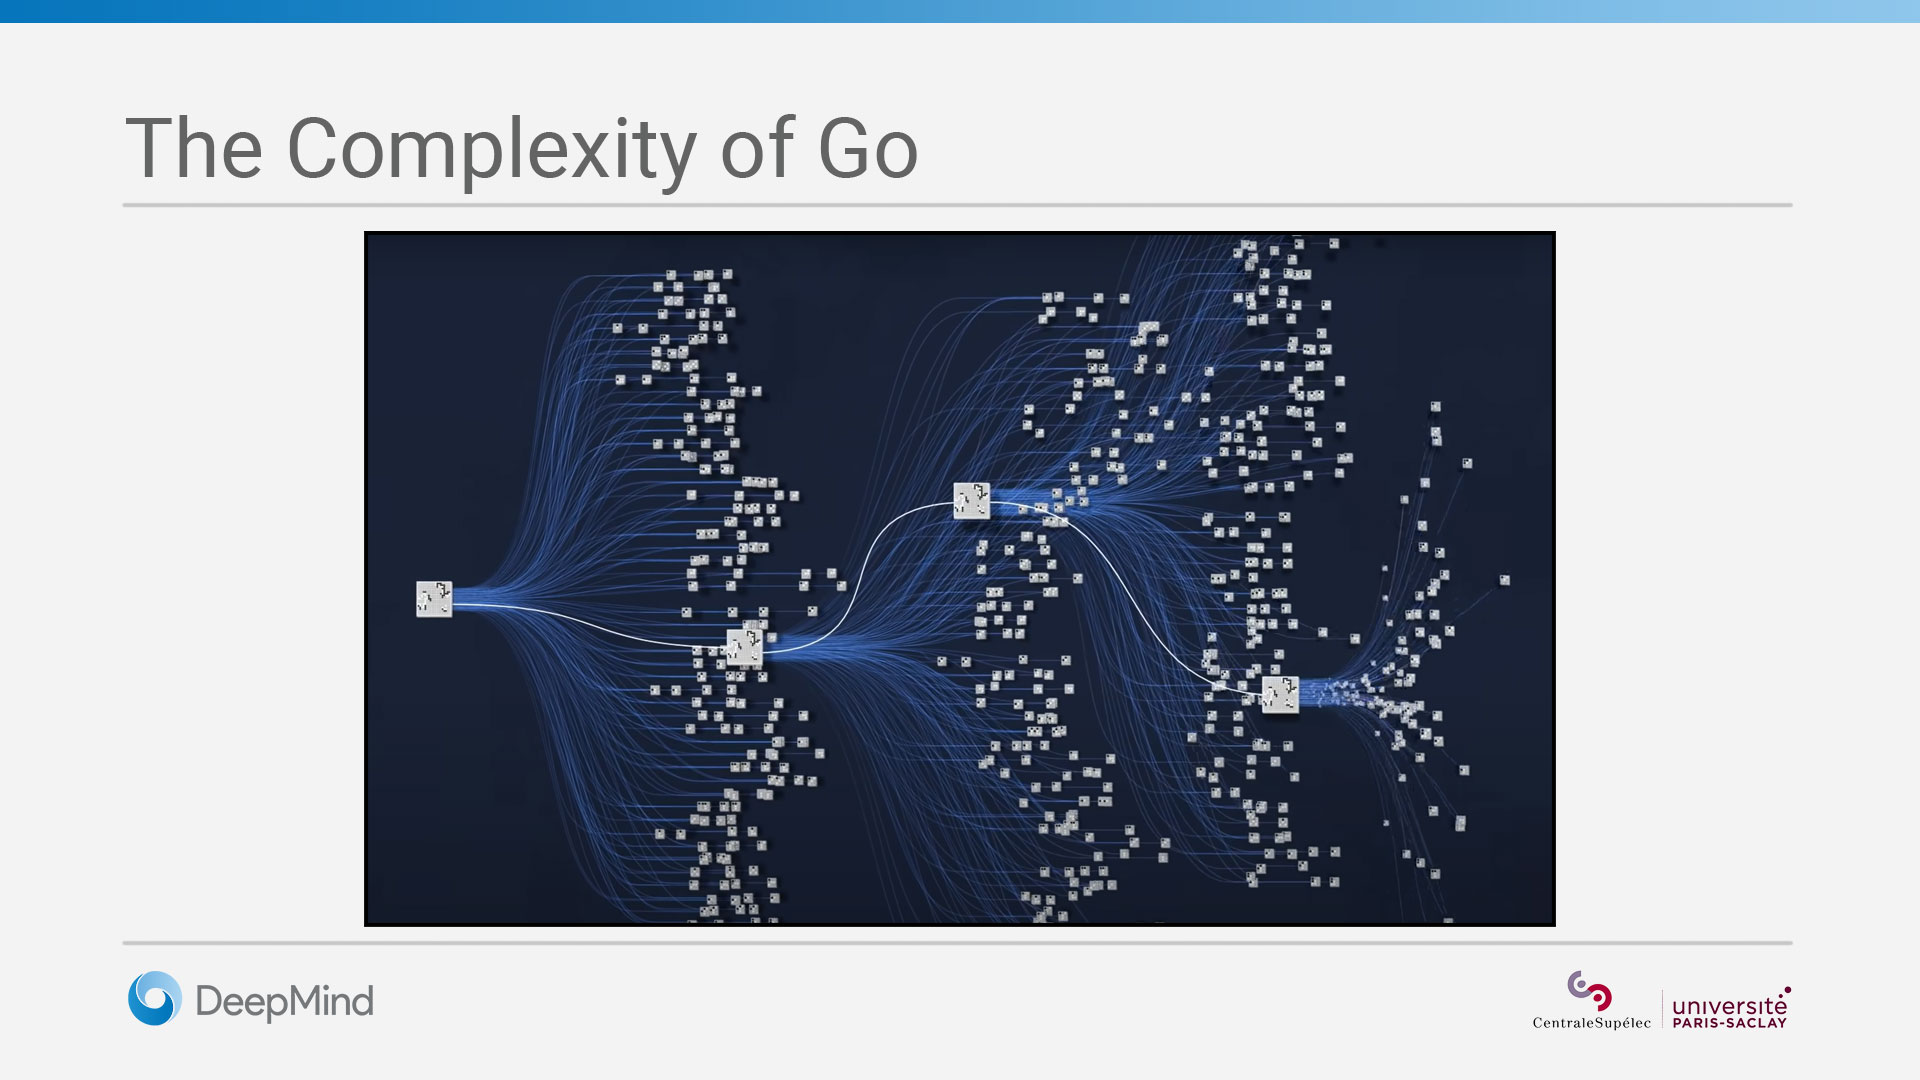 The Complexity of Go
DeepMind
CentraleSupélec
université
PARIS-SACLAY